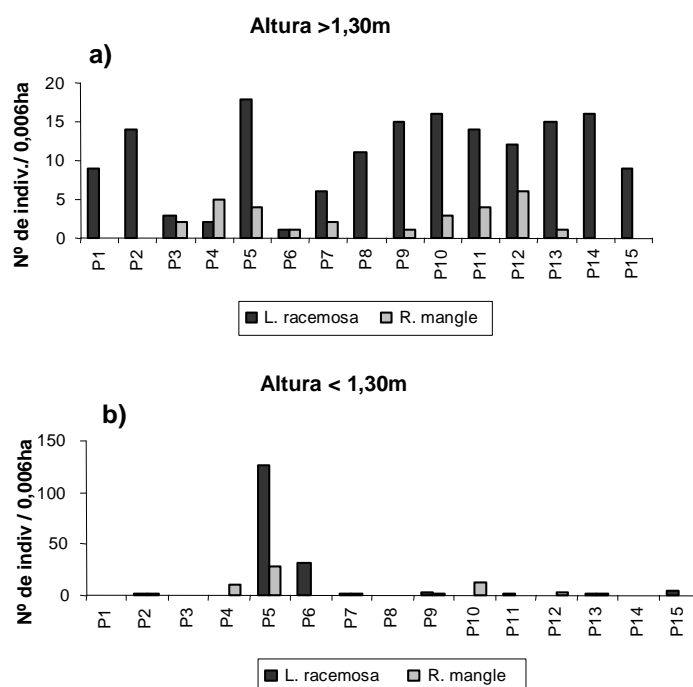 Altura >1,30m
a)
Nº de indiv./ 0,006ha
20
15
10
5
0
P1 P2 P3 P4 P5 P6 P7 P8 P9 P10 P11 P12 P13 P14 P15
L. racemosa R. mangle
Altura < 1,30m
b)
Nº de indiv / 0,006ha
150
100
50
0
P1 P2 P3 P4 P5 P6 P7 P8 P9 P10 P11 P12 P13 P14 P15
L. racemosa R. mangle